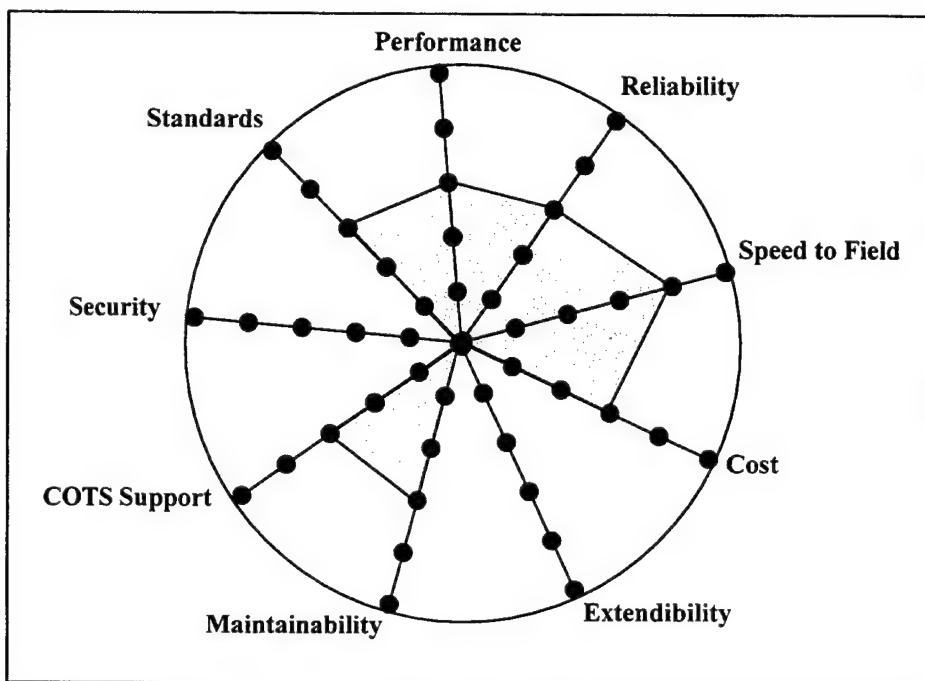 Performance
Reliability
Standards
Speed to Field
Security
Cost
COTS Support
Extendibility
Maintainability